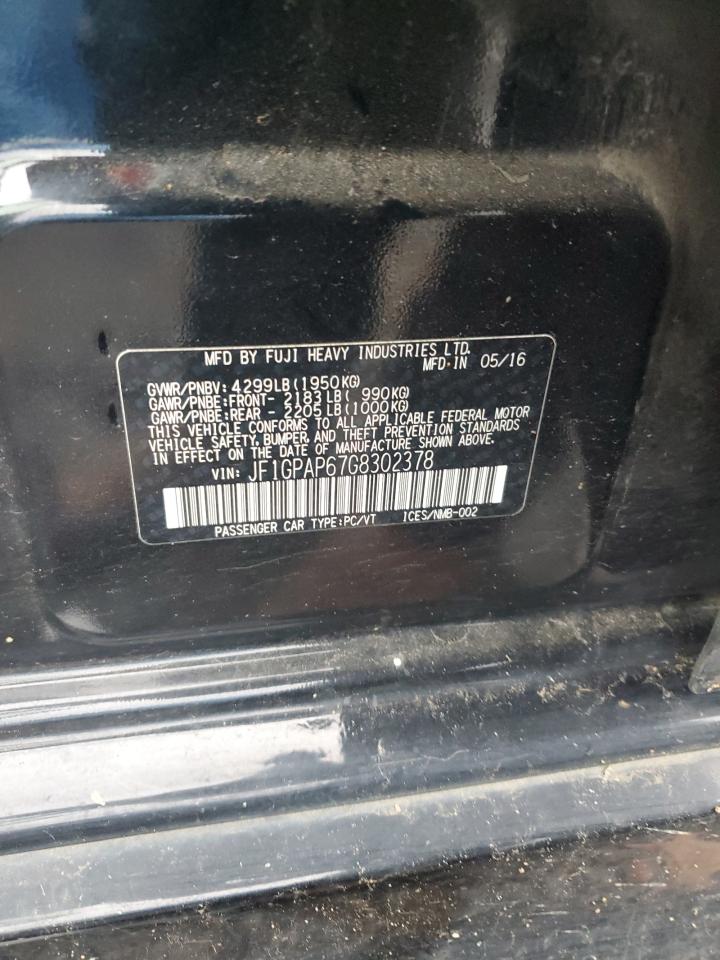 MFD BY FUJI HEAVY INDUSTRIES LTD.
MFD·IN 05/16
GVWR/PNBV: 4299LB(1950KG)
GAWR/PNBE:FRONT- 2183LB( 990KG)
GAWR/PNBE:REAR - 2205LB(1000KG)
THIS VEHICLE CONFORMS TO ALL APPLICABLE FEDERAL MOTOR
VEHICLE SAFETY, BUMPER, AND THEFT PREVENTION STANDARDS
IN EFFECT ON THE DATE OF MANUFACTURE SHOWN ABOVE.
VIN: JF1GPAP67G8302378
PASSENGER CAR TYPE:PC/VT ICES/NMB-002